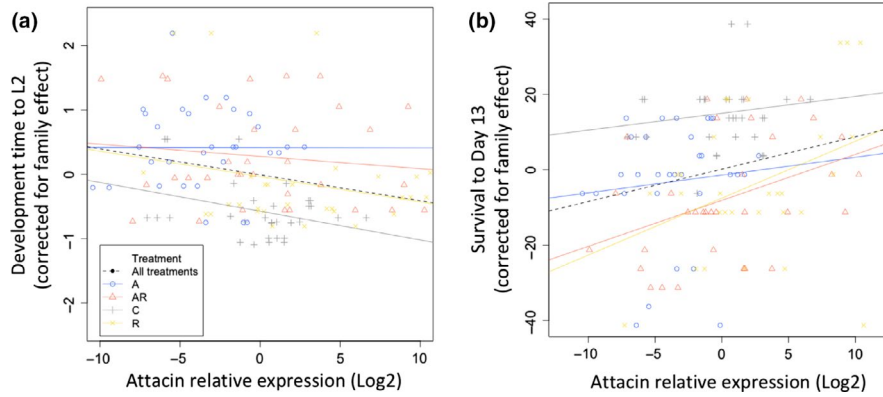 (a)
Development time to L2
(corrected for family effect)
2
1
0
−1
−2
Treatment
All treatments
A
AR
C
R
−10
−5
0
5
10
Attacin relative expression (Log2)
(b)
Survival to Day 13
(corrected for family effect)
40
20
0
−20
−40
−10
−5
0
5
10
Attacin relative expression (Log2)